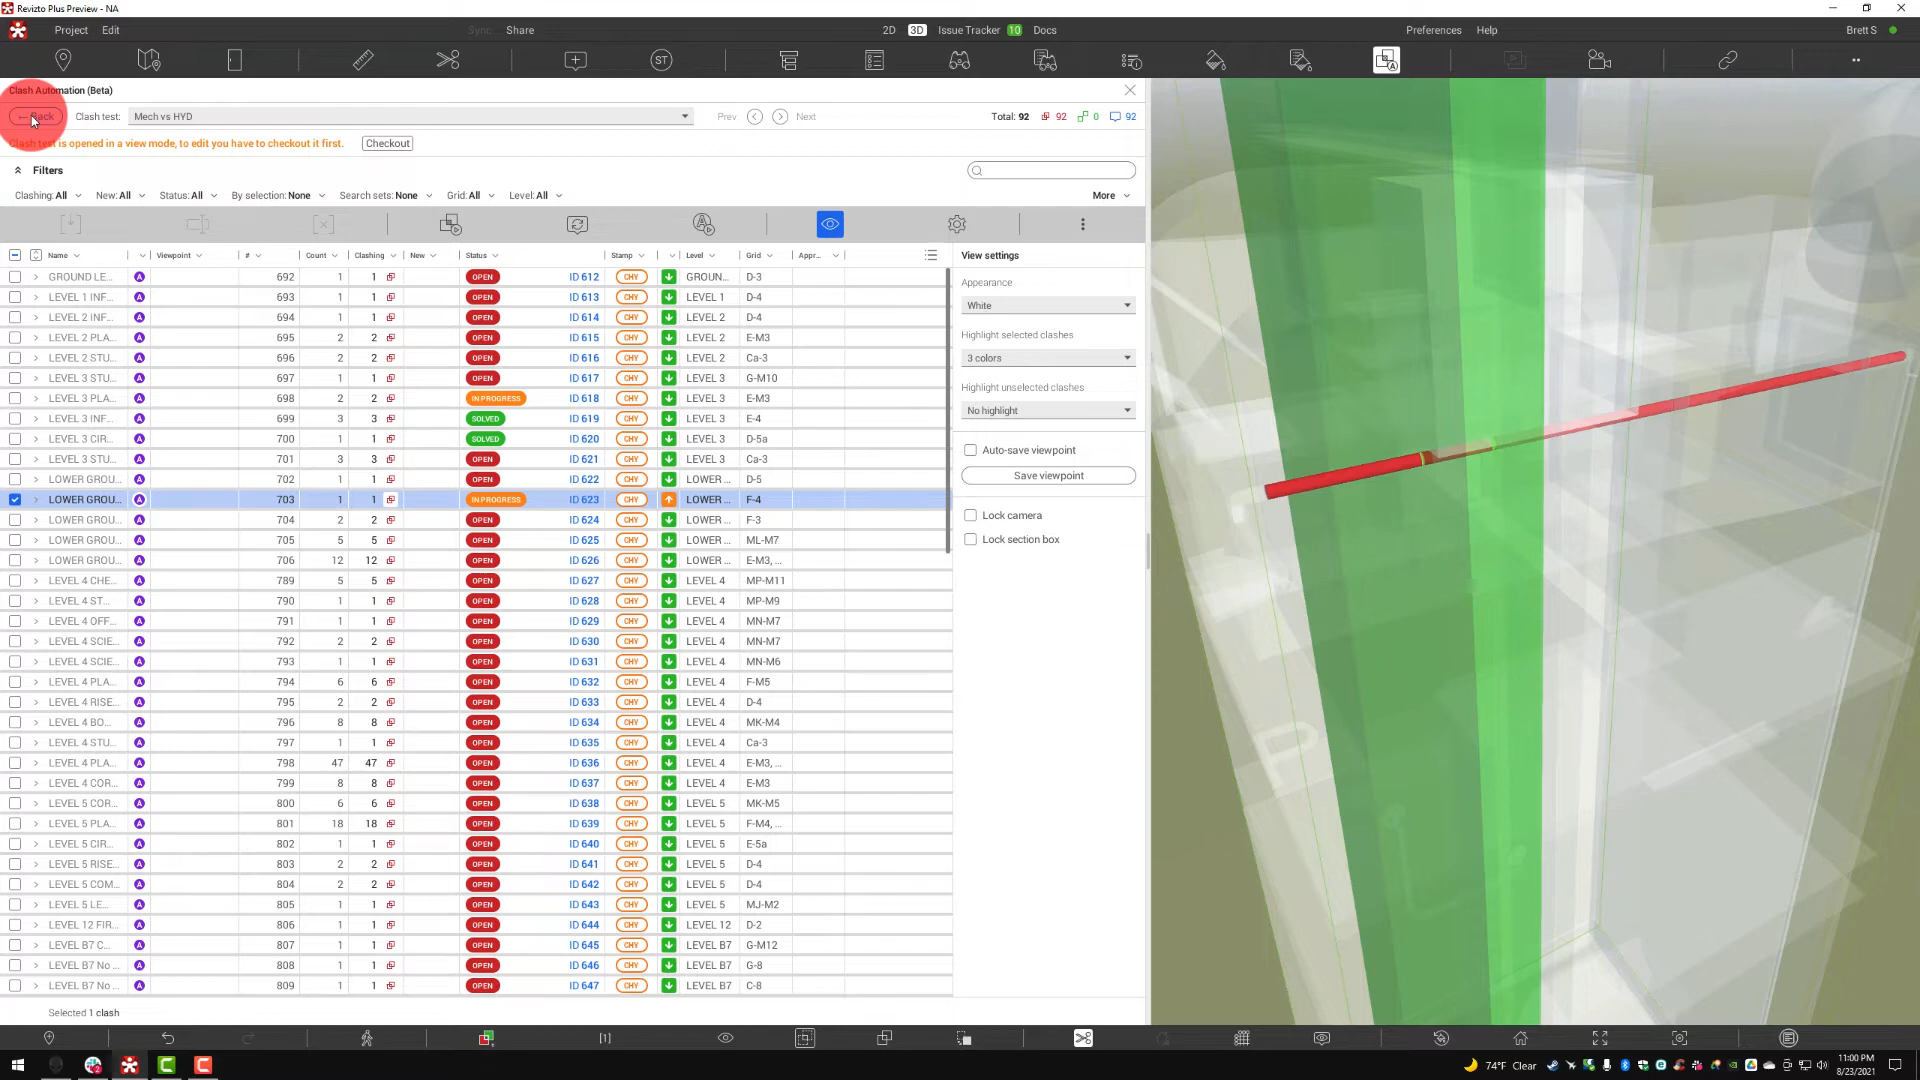 Revizto Plus Preview - NA
Project Edit Sync Share 2D 3D Issue Tracker 10 Docs Preferences Help Brett S
ST
Clash Automation (Beta)
← Back Clash test: Mech vs HYD Prev Next Total: 92 92 0 92
Clash test is opened in a view mode, to edit you have to checkout it first. Checkout
Filters
Clashing: All New: All Status: All By selection: None Search sets: None Grid: All Level: All More
Name Viewpoint # Count Clashing New Status Stamp Level Grid Appr...
GROUND LE... A 692 1 1 OPEN ID 612 CHY GROUN... D-3
LEVEL 1 INF... A 693 1 1 OPEN ID 613 CHY LEVEL 1 D-4
LEVEL 2 INF... A 694 1 1 OPEN ID 614 CHY LEVEL 2 D-4
LEVEL 2 PLA... A 695 2 2 OPEN ID 615 CHY LEVEL 2 E-M3
LEVEL 2 STU... A 696 2 2 OPEN ID 616 CHY LEVEL 2 Ca-3
LEVEL 3 STU... A 697 1 1 OPEN ID 617 CHY LEVEL 3 G-M10
LEVEL 3 PLA... A 698 2 2 IN PROGRESS ID 618 CHY LEVEL 3 E-M3
LEVEL 3 INF... A 699 3 3 SOLVED ID 619 CHY LEVEL 3 E-4
LEVEL 3 CIR... A 700 1 1 SOLVED ID 620 CHY LEVEL 3 D-5a
LEVEL 3 STU... A 701 3 3 OPEN ID 621 CHY LEVEL 3 Ca-3
LOWER GROU... A 702 1 1 OPEN ID 622 CHY LOWER ... D-5
LOWER GROU... A 703 1 1 IN PROGRESS ID 623 CHY LOWER ... F-4
LOWER GROU... A 704 2 2 OPEN ID 624 CHY LOWER ... F-3
LOWER GROU... A 705 5 5 OPEN ID 625 CHY LOWER ... ML-M7
LOWER GROU... A 706 12 12 OPEN ID 626 CHY LOWER ... E-M3, ...
LEVEL 4 CHE... A 789 5 5 OPEN ID 627 CHY LEVEL 4 MP-M11
LEVEL 4 ST... A 790 1 1 OPEN ID 628 CHY LEVEL 4 MP-M9
LEVEL 4 OFF... A 791 1 1 OPEN ID 629 CHY LEVEL 4 MN-M7
LEVEL 4 SCIE... A 792 2 2 OPEN ID 630 CHY LEVEL 4 MN-M7
LEVEL 4 SCIE... A 793 1 1 OPEN ID 631 CHY LEVEL 4 MN-M6
LEVEL 4 PLA... A 794 6 6 OPEN ID 632 CHY LEVEL 4 F-M5
LEVEL 4 RISE... A 795 2 2 OPEN ID 633 CHY LEVEL 4 D-4
LEVEL 4 BO... A 796 8 8 OPEN ID 634 CHY LEVEL 4 MK-M4
LEVEL 4 STU... A 797 1 1 OPEN ID 635 CHY LEVEL 4 Ca-3
LEVEL 4 PLA... A 798 47 47 OPEN ID 636 CHY LEVEL 4 E-M3, ...
LEVEL 4 COR... A 799 8 8 OPEN ID 637 CHY LEVEL 4 E-M3
LEVEL 5 COR... A 800 6 6 OPEN ID 638 CHY LEVEL 5 MK-M5
LEVEL 5 PLA... A 801 18 18 OPEN ID 639 CHY LEVEL 5 F-M4, ...
LEVEL 5 CIR... A 802 1 1 OPEN ID 640 CHY LEVEL 5 E-5a
LEVEL 5 RISE... A 803 2 2 OPEN ID 641 CHY LEVEL 5 D-4
LEVEL 5 COM... A 804 2 2 OPEN ID 642 CHY LEVEL 5 D-4
LEVEL 5 LE... A 805 1 1 OPEN ID 643 CHY LEVEL 5 MJ-M2
LEVEL 12 FIR... A 806 1 1 OPEN ID 644 CHY LEVEL 12 D-2
LEVEL B7 C... A 807 1 1 OPEN ID 645 CHY LEVEL B7 G-M12
LEVEL B7 No ... A 808 1 1 OPEN ID 646 CHY LEVEL B7 G-8
LEVEL B7 No ... A 809 1 1 OPEN ID 647 CHY LEVEL B7 C-8
Selected 1 clash
View settings
Appearance
White
Highlight selected clashes
3 colors
Highlight unselected clashes
No highlight
Auto-save viewpoint
Save viewpoint
Lock camera
Lock section box
P
74°F Clear
11:00 PM
8/23/2021